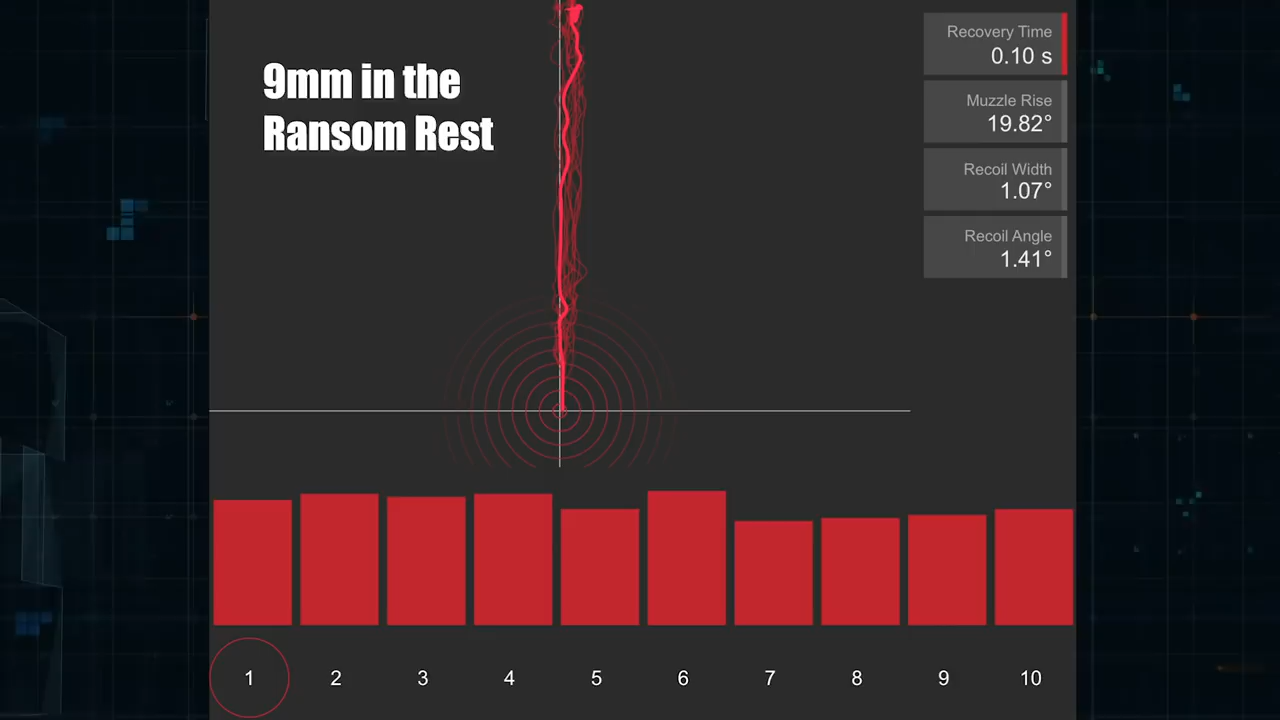 9mm in the
Ransom Rest
Recovery Time
0.10 s
Muzzle Rise
19.82°
Recoil Width
1.07°
Recoil Angle
1.41°
1 2 3 4 5 6 7 8 9 10